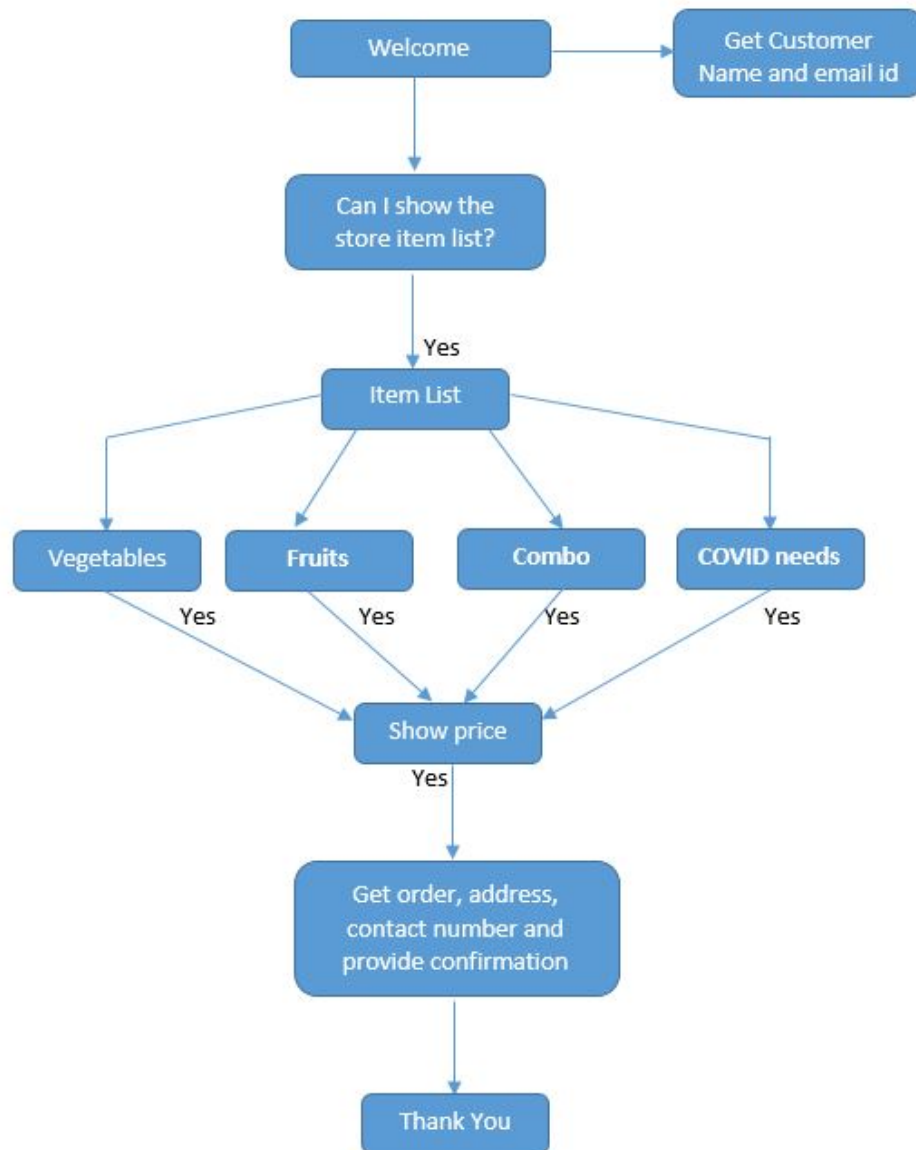 Welcome
Get Customer
Name and email id
Can I show the
store item list?
Yes
Item List
Vegetables
Fruits
Combo
COVID needs
Yes
Yes
Yes
Yes
Show price
Yes
Get order, address,
contact number and
provide confirmation
Thank You